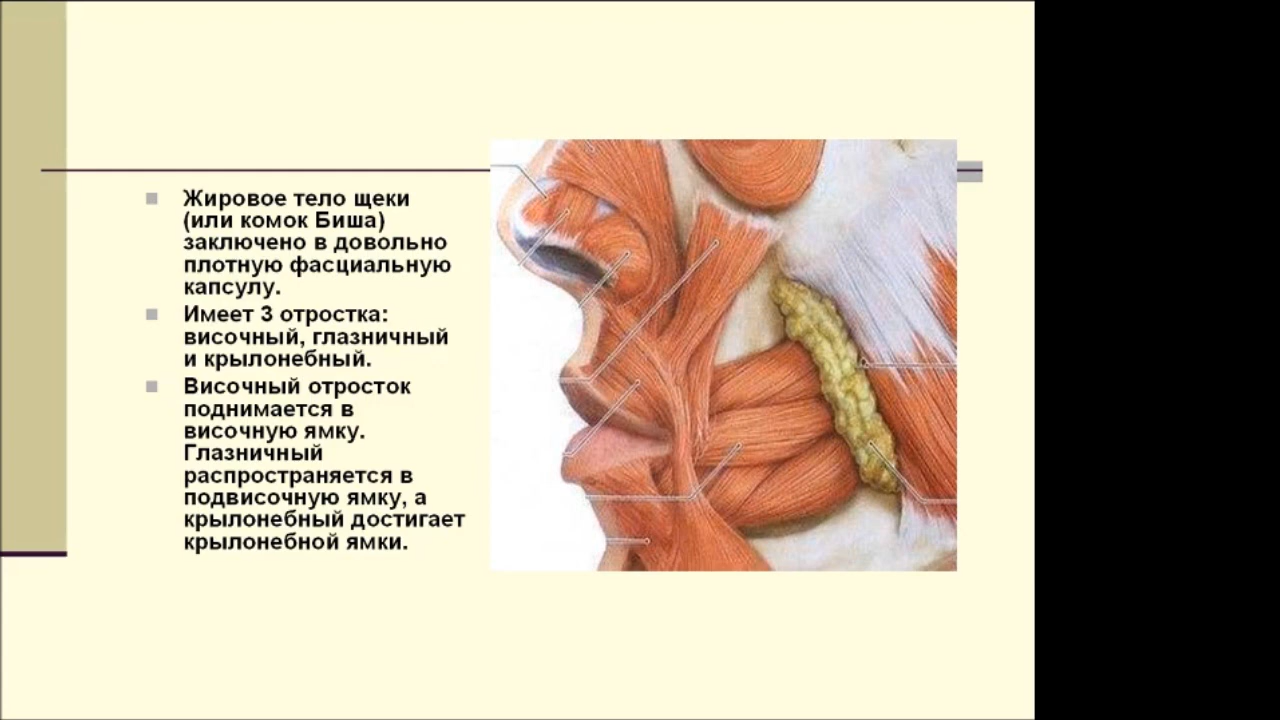 Жировое тело щеки
(или комок Биша)
заключено в довольно
плотную фасциальную
капсулу.
Имеет 3 отростка:
височный, глазничный
и крылонебный.
Височный отросток
поднимается в
височную ямку.
Глазничный
распространяется в
подвисочную ямку, а
крылонебный достигает
крылонебной ямки.